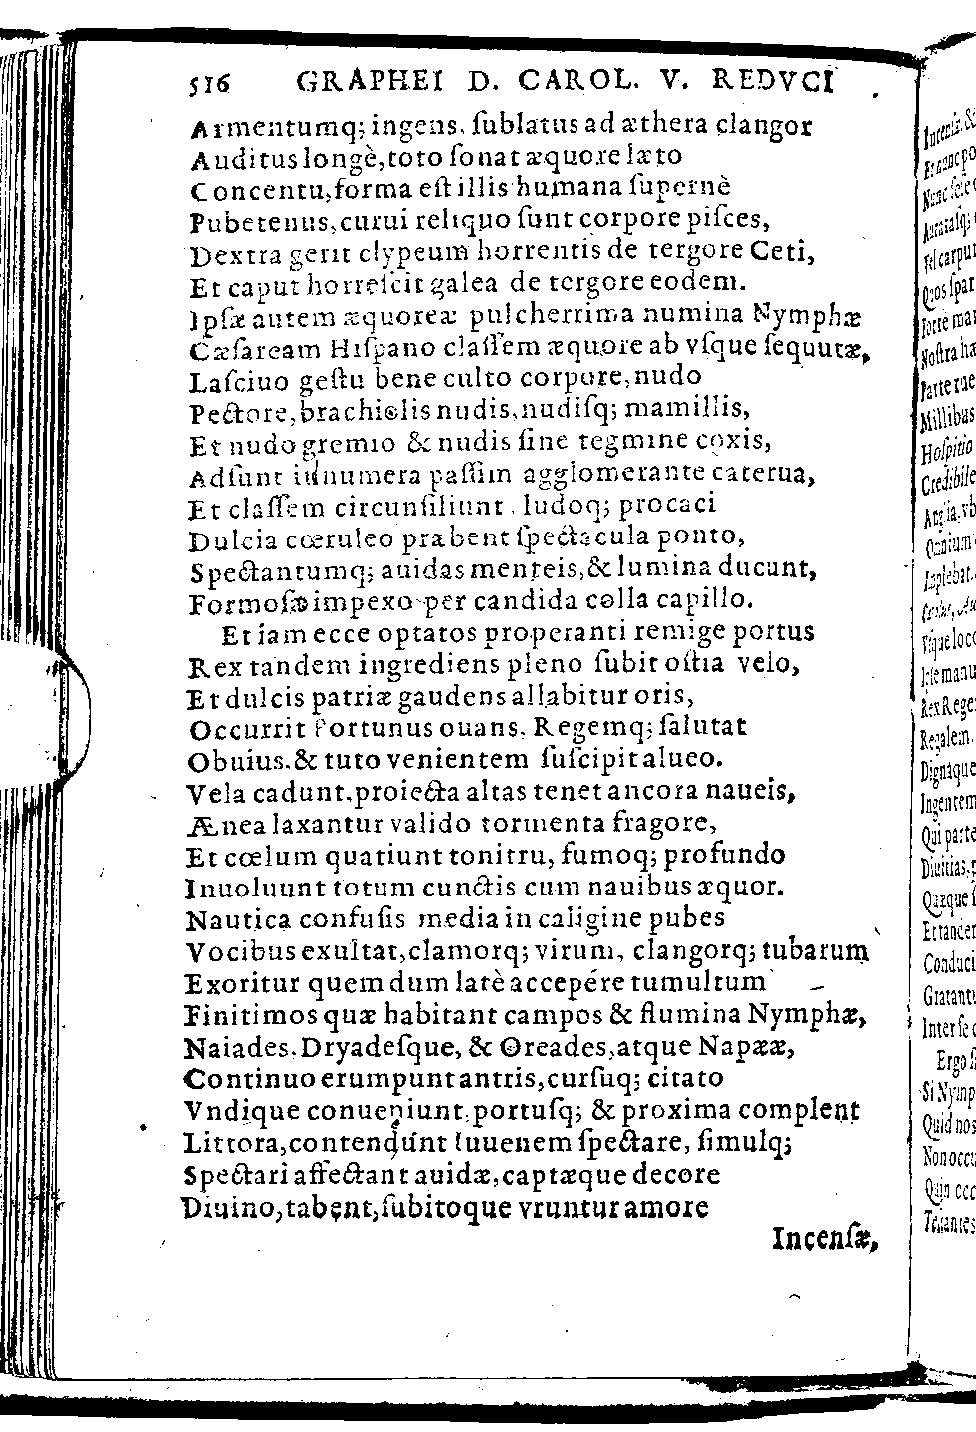 516 GRAPHEI D. CAROL. V. REDVCI
Armentumq; ingens, ſublatus ad æthera clangor
Auditus longè, toto ſonat æquore læto
Concentu, forma eſt illis humana ſupernè
Pubetenus, curui reliquo ſunt corpore piſces,
Dextra gerit clypeum horrentis de tergore Ceti,
Et caput horreſcit galea de tergore eodem.
Ipſæ autem æquoreæ pulcherrima numina Nymphæ
Cæſaream Hiſpano claſſem æquore ab vſque ſequutæ,
Laſciuo geſtu bene culto corpore, nudo
Pectore, brachiolis nudis, nudiſq; mamillis,
Et nudo gremio & nudis ſine tegmine coxis,
Adſunt innumera paſſim agglomerante caterua,
Et claſſem circunſiliunt, ludoq; procaci
Dulcia cœruleo præbent ſpectacula ponto,
Spectantumq; auidas menteis, & lumina ducunt,
Formoſæ impexo per candida colla capillo.
Et iam ecce optatos properanti remige portus
Rex tandem ingrediens pleno ſubit oſtia velo,
Et dulcis patriæ gaudens allabitur oris,
Occurrit Portunus ouans, Regemq; ſalutat
Obuius, & tuto venientem ſuſcipit alueo.
Vela cadunt, proiecta altas tenet ancora naueis,
Ænea laxantur valido tormenta fragore,
Et cœlum quatiunt tonitru, fumoq; profundo
Inuoluunt totum cunctis cum nauibus æquor.
Nautica confuſis media in caligine pubes
Vocibus exultat, clamorq; virum, clangorq; tubarum
Exoritur quem dum latè accepére tumultum
Finitimos quæ habitant campos & flumina Nymphæ,
Naiades, Dryadeſque, & Oreades, atque Napææ,
Continuo erumpunt antris, curſuq; citato
Vndique conueniunt, portuſq; & proxima complent
Littora, contendunt Iuuenem ſpectare, ſimulq;
Spectari affectant auidæ, captæque decore
Diuino, tabent, ſubitoque vruntur amore
Incenſæ,